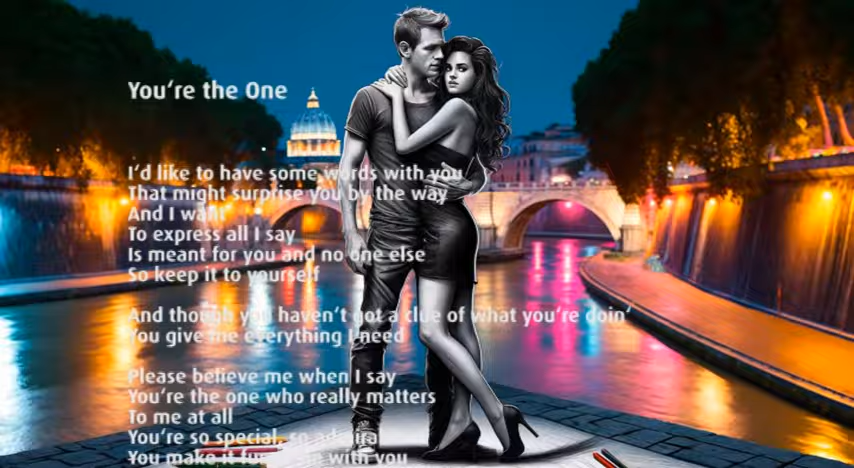 You're the One
I'd like to have some words with you
That might surprise you by the way
And I want
To express all I say
Is meant for you and no one else
So keep it to yourself
And though you haven't got a clue of what you're doin'
You give me everything I need
Please believe me when I say
You're the one who really matters
To me at all
You're so special, so
You make it with you